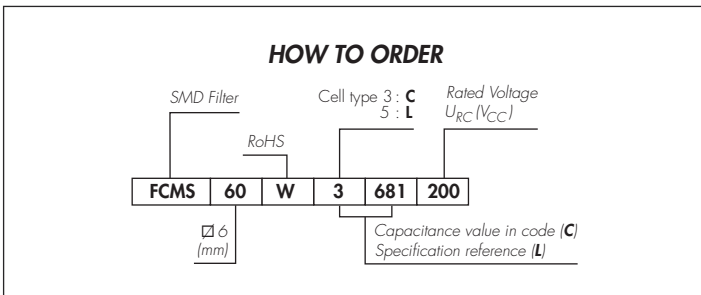 HOW TO ORDER
SMD Filter
Cell type 3 : C
5 : L
Rated Voltage
URC (VCC)
RoHS
FCMS 60 W 3 681 200
6
(mm)
Capacitance value in code (C)
Specification reference (L)